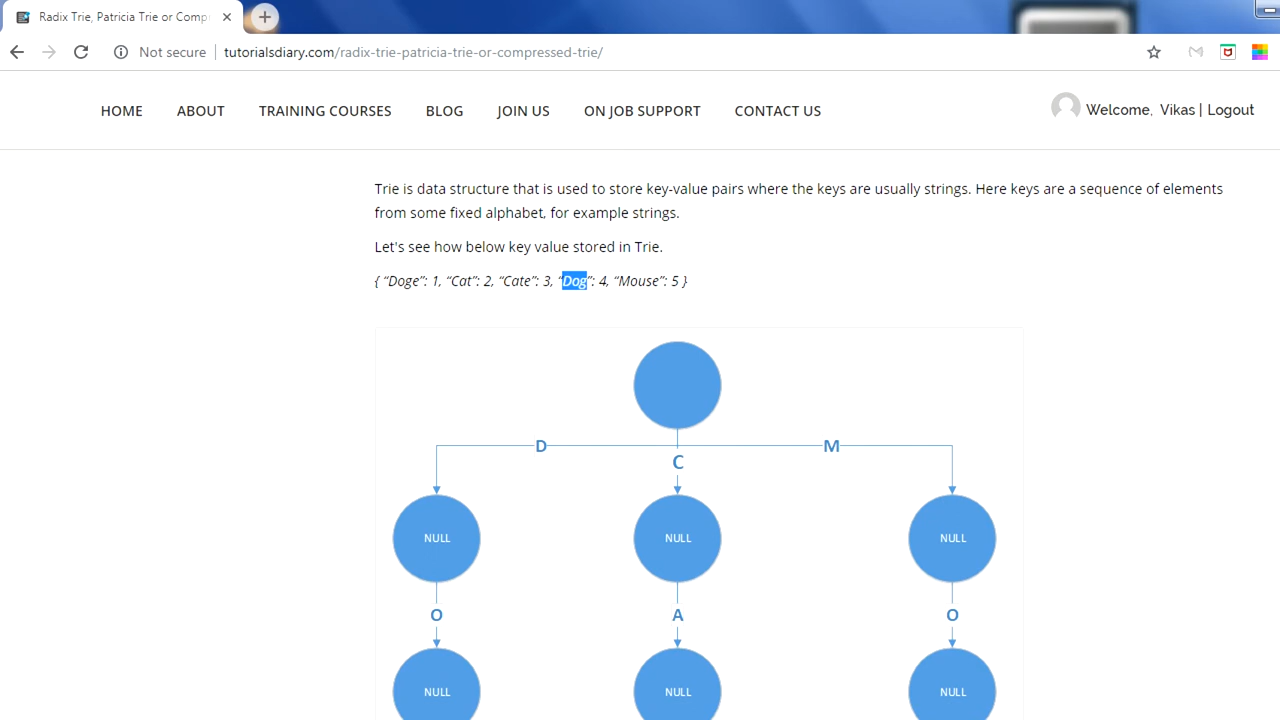 Radix Trie, Patricia Trie or Comp
Not secure
tutorialsdiary.com/radix-trie-patricia-trie-or-compressed-trie/
HOME ABOUT TRAINING COURSES BLOG JOIN US ON JOB SUPPORT CONTACT US
Welcome, Vikas | Logout
Trie is data structure that is used to store key-value pairs where the keys are usually strings. Here keys are a sequence of elements
from some fixed alphabet, for example strings.
Let's see how below key value stored in Trie.
{ “Doge”: 1, “Cat”: 2, “Cate”: 3, “Dog”: 4, “Mouse”: 5 }
D
C
M
NULL NULL NULL
O A O
NULL NULL NULL